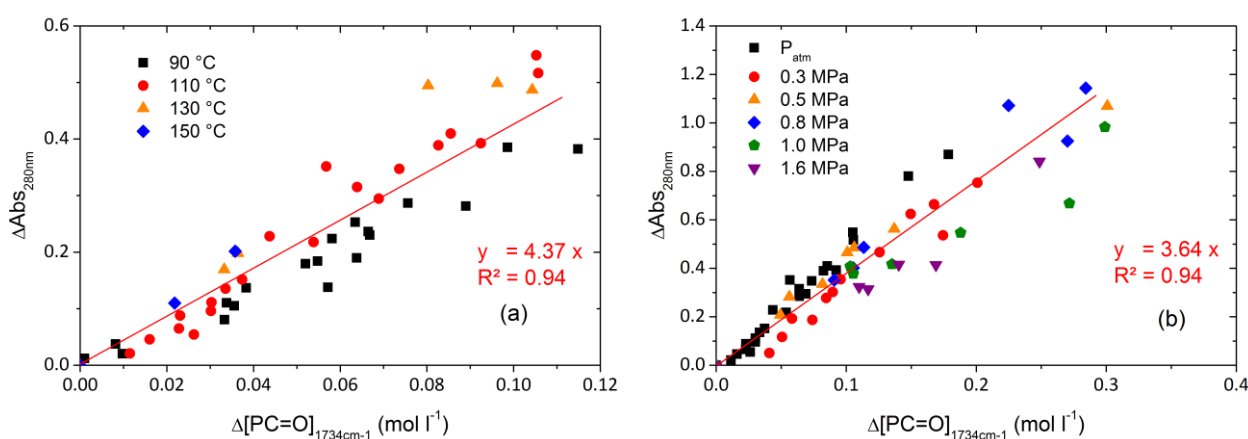 0.6
0.4
0.2
0.0
ΔAbs280nm
90 °C
110 °C
130 °C
150 °C
y = 4.37 x
R² = 0.94
(a)
0.00 0.02 0.04 0.06 0.08 0.10 0.12
Δ[PC=O]1734cm-1 (mol l-1)
1.4
1.2
1.0
0.8
0.6
0.4
0.2
0.0
ΔAbs280nm
Patm
0.3 MPa
0.5 MPa
0.8 MPa
1.0 MPa
1.6 MPa
y = 3.64 x
R² = 0.94
(b)
0.0 0.1 0.2 0.3 0.4
Δ[PC=O]1734cm-1 (mol l-1)